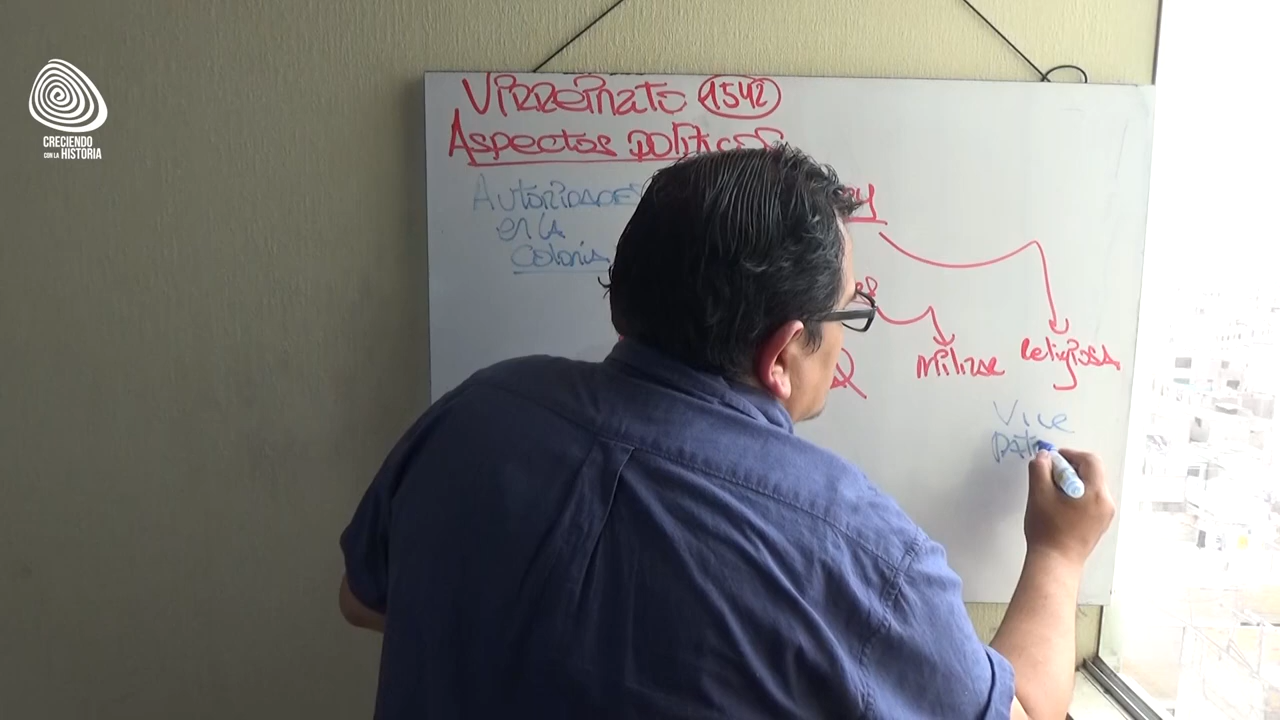 CRECIENDO
CON LA HISTORIA
Virreinato 1542
Aspectos políticos
Autoridades
en la
Colonia
Militar
Religiosa
Vice